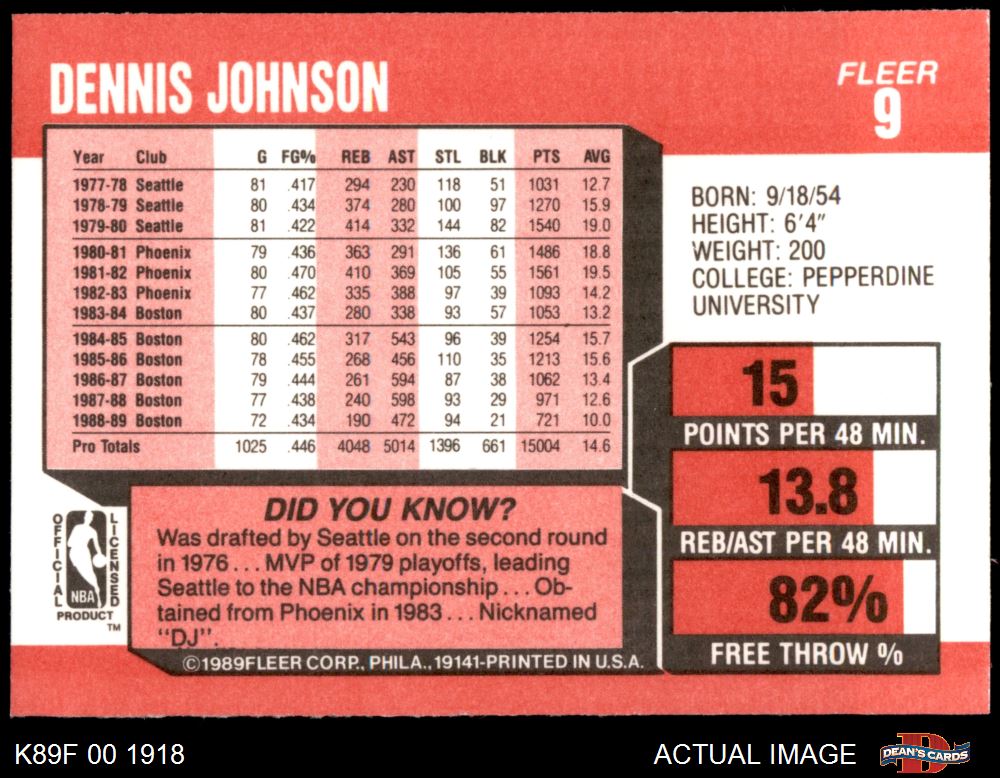 DENNIS JOHNSON
FLEER
9
Year Club G FG% REB AST STL BLK PTS AVG
1977-78 Seattle 81 .417 294 230 118 51 1031 12.7
1978-79 Seattle 80 .434 374 280 100 97 1270 15.9
1979-80 Seattle 81 .422 414 332 144 82 1540 19.0
1980-81 Phoenix 79 .436 363 291 136 61 1486 18.8
1981-82 Phoenix 80 .470 410 369 105 55 1561 19.5
1982-83 Phoenix 77 .462 335 388 97 39 1093 14.2
1983-84 Boston 80 .437 280 338 93 57 1053 13.2
1984-85 Boston 80 .462 317 543 96 39 1254 15.7
1985-86 Boston 78 .455 268 456 110 35 1213 15.6
1986-87 Boston 79 .444 261 594 87 38 1062 13.4
1987-88 Boston 77 .438 240 598 93 29 971 12.6
1988-89 Boston 72 .434 190 472 94 21 721 10.0
Pro Totals 1025 .446 4048 5014 1396 661 15004 14.6
BORN: 9/18/54
HEIGHT: 6'4"
WEIGHT: 200
COLLEGE: PEPPERDINE
UNIVERSITY
15
POINTS PER 48 MIN.
13.8
REB/AST PER 48 MIN.
82%
FREE THROW %
DID YOU KNOW?
Was drafted by Seattle on the second round
in 1976 . . . MVP of 1979 playoffs, leading
Seattle to the NBA championship . . . Ob-
tained from Phoenix in 1983 . . . Nicknamed
"DJ".
OFFICIAL
LICENSED
NBA
PRODUCT
TM
©1989FLEER CORP., PHILA., 19141-PRINTED IN U.S.A.
K89F 00 1918
ACTUAL IMAGE
D
DEAN'S CARDS